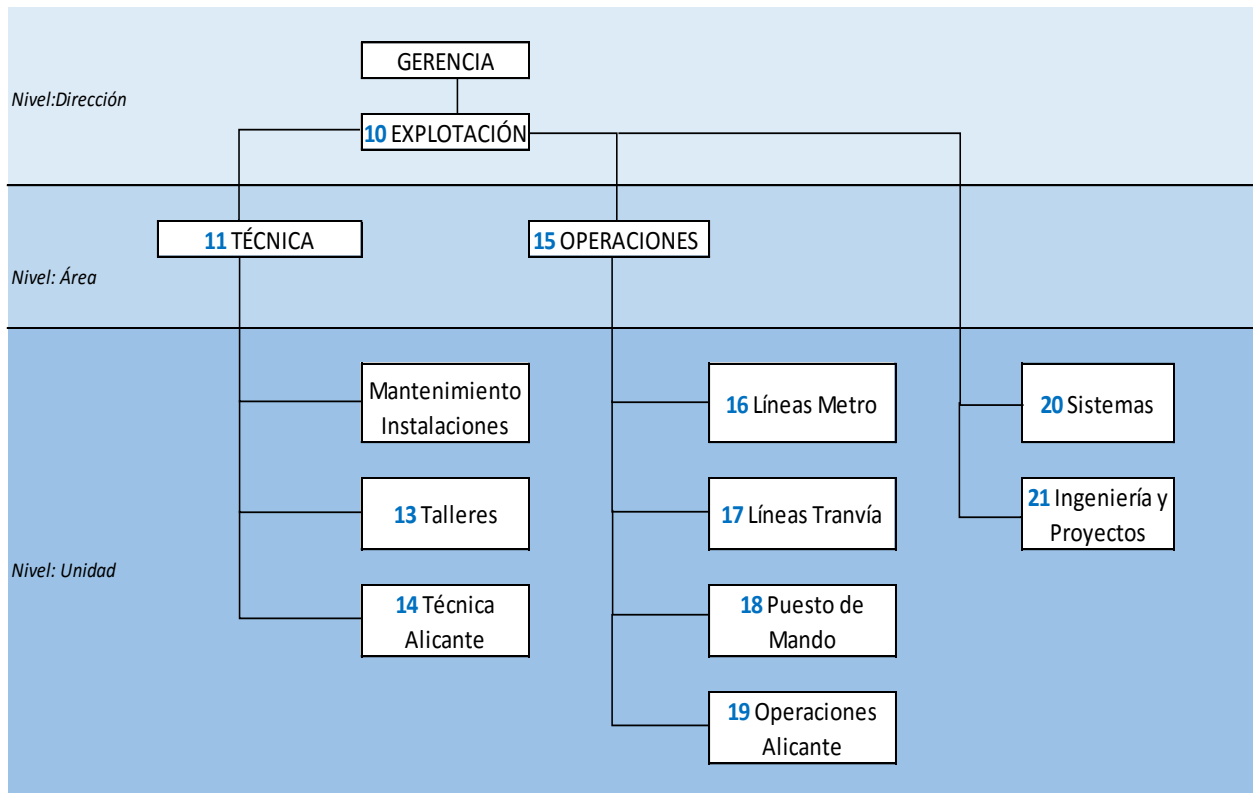 GERENCIA
Nivel:Dirección
10 EXPLOTACIÓN
11 TÉCNICA
15 OPERACIONES
Nivel: Área
Mantenimiento
Instalaciones
16 Líneas Metro
20 Sistemas
13 Talleres
17 Líneas Tranvía
21 Ingeniería y
Proyectos
Nivel: Unidad
14 Técnica
Alicante
18 Puesto de
Mando
19 Operaciones
Alicante